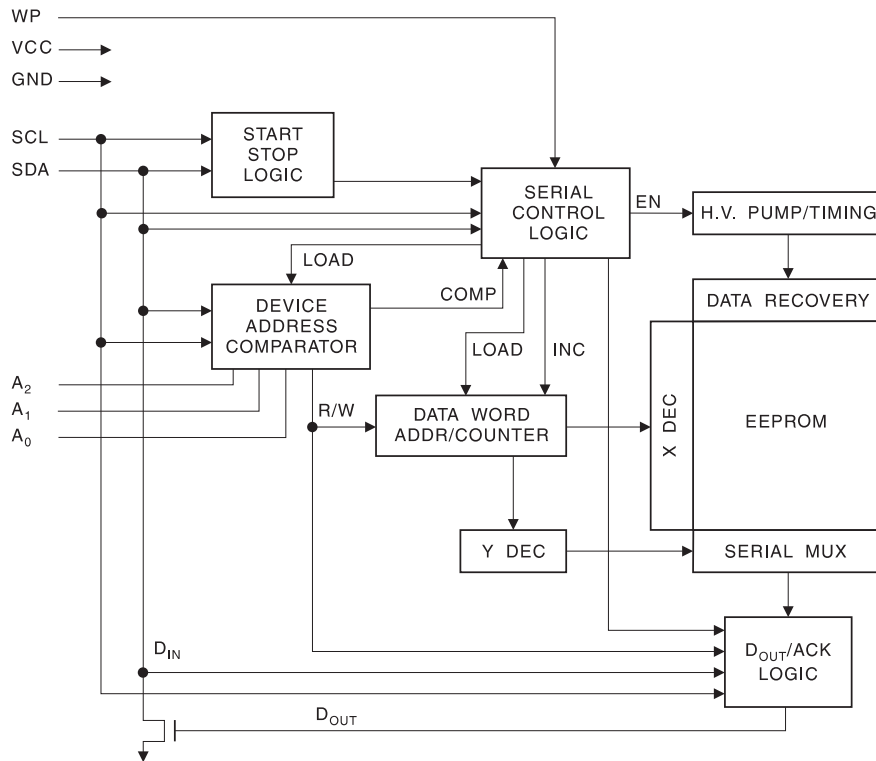 WP
VCC
GND
SCL
SDA
START
STOP
LOGIC
SERIAL
CONTROL
LOGIC
EN
H.V. PUMP/TIMING
LOAD
COMP
DATA RECOVERY
DEVICE
ADDRESS
COMPARATOR
LOAD
INC
A2
A1
A0
R/W
DATA WORD
ADDR/COUNTER
X DEC
EEPROM
Y DEC
SERIAL MUX
DIN
DOUT/ACK
LOGIC
DOUT